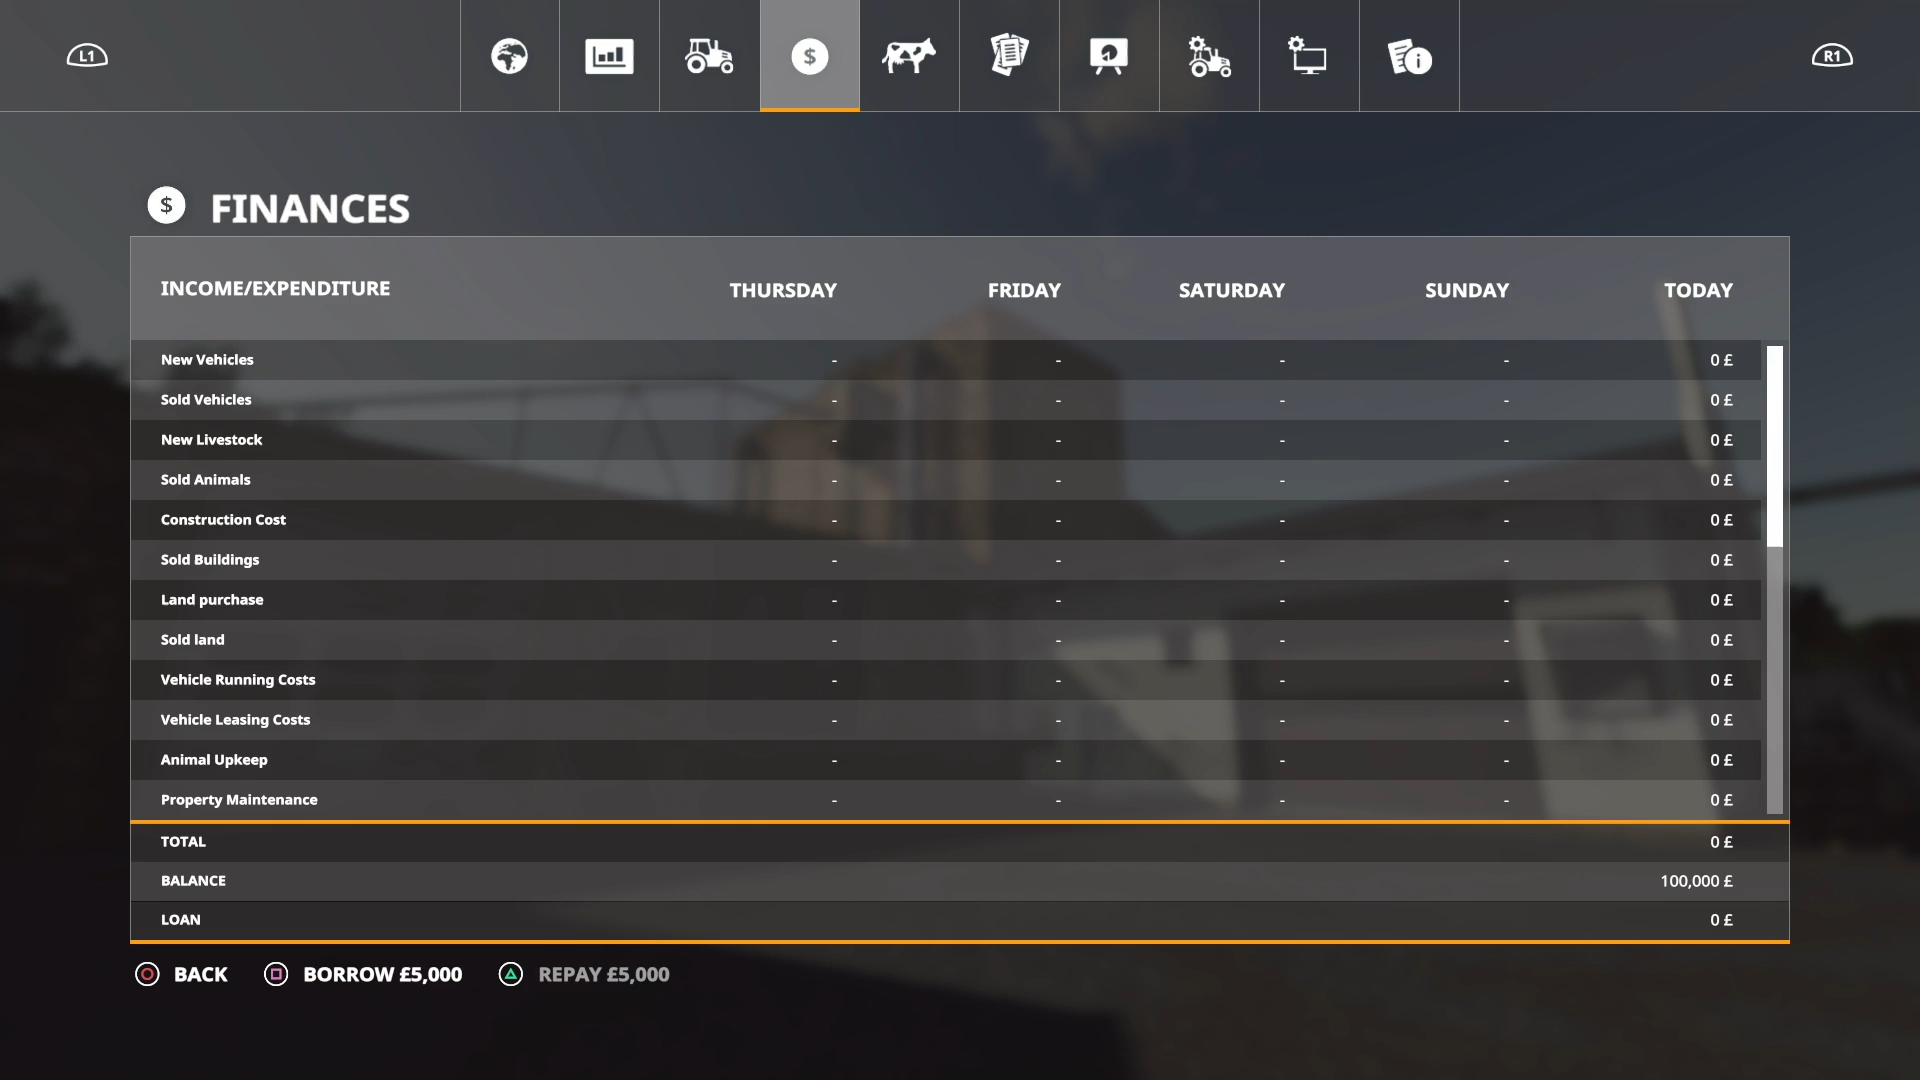 L1 $ R1
$ FINANCES
INCOME/EXPENDITURE THURSDAY FRIDAY SATURDAY SUNDAY TODAY
New Vehicles - - - - 0 £
Sold Vehicles - - - - 0 £
New Livestock - - - - 0 £
Sold Animals - - - - 0 £
Construction Cost - - - - 0 £
Sold Buildings - - - - 0 £
Land purchase - - - - 0 £
Sold land - - - - 0 £
Vehicle Running Costs - - - - 0 £
Vehicle Leasing Costs - - - - 0 £
Animal Upkeep - - - - 0 £
Property Maintenance - - - - 0 £
TOTAL 0 £
BALANCE 100,000 £
LOAN 0 £
BACK BORROW £5,000 REPAY £5,000